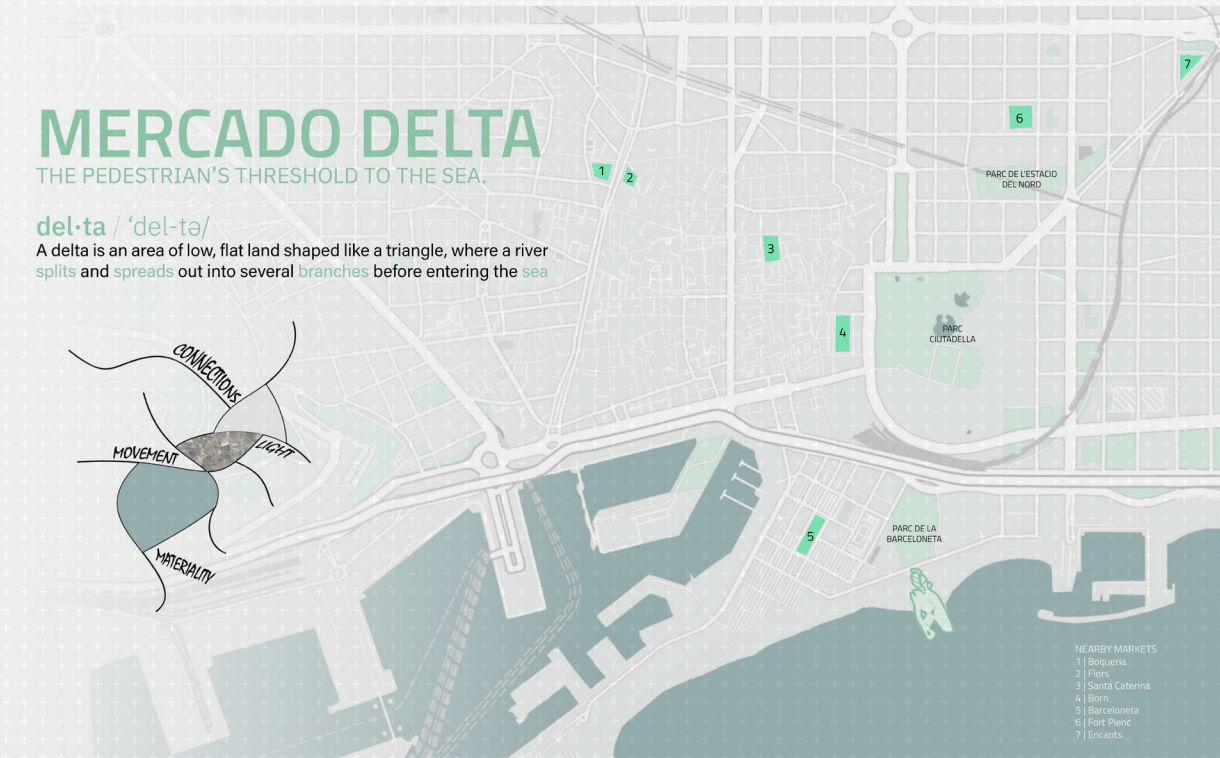 MERCADO DELTA
THE PEDESTRIAN'S THRESHOLD TO THE SEA.
del·ta / ‘del-tə/
A delta is an area of low, flat land shaped like a triangle, where a river
splits and spreads out into several branches before entering the sea
CONNECTIONS
MOVEMENT
LIGHT
MATERIALITY
1
2
3
4
5
6
7
PARC DE L'ESTACIO
DEL NORD
PARC
CIUTADELLA
PARC DE LA
BARCELONETA
NEARBY MARKETS
1 | Boqueria
2 | Flors
3 | Santa Caterina
4 | Born
5 | Barceloneta
6 | Fort Pienc
7 | Encants